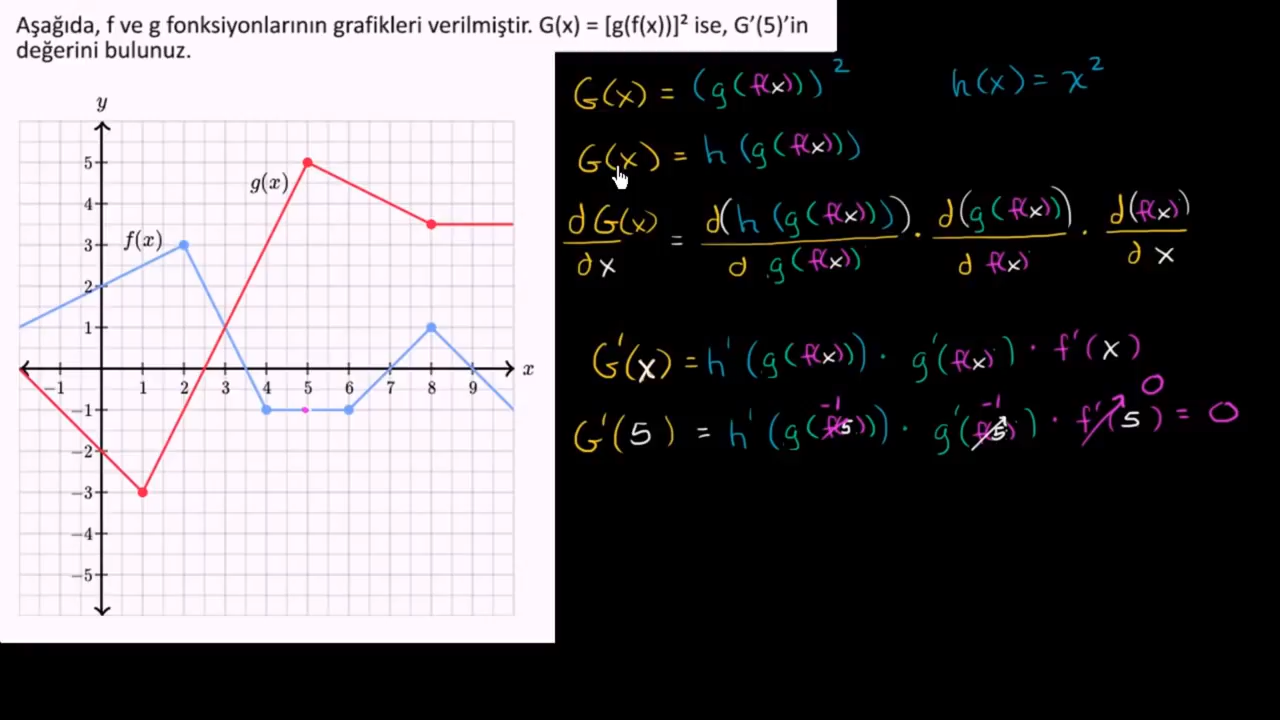 Aşağıda, f ve g fonksiyonlarının grafikleri verilmiştir. G(x) = [g(f(x))]² ise, G’(5)’in
değerini bulunuz.
G(x) = (g(f(x)))²
h(x) = x²
G(x) = h(g(f(x)))
dG(x)/dx = d(h(g(f(x))))/d g(f(x)) · d(g(f(x)))/d f(x) · d(f(x))/dx
G'(x) = h'(g(f(x))) · g'(f(x)) · f'(x)
-1 -1 0
G'(5) = h'(g(f(5))) · g'(f(5)) · f'(5) = 0
y
5
g(x)
4
f(x)
3
2
1
x
−1 1 2 3 4 5 6 7 8 9
−1
−2
−3
−4
−5